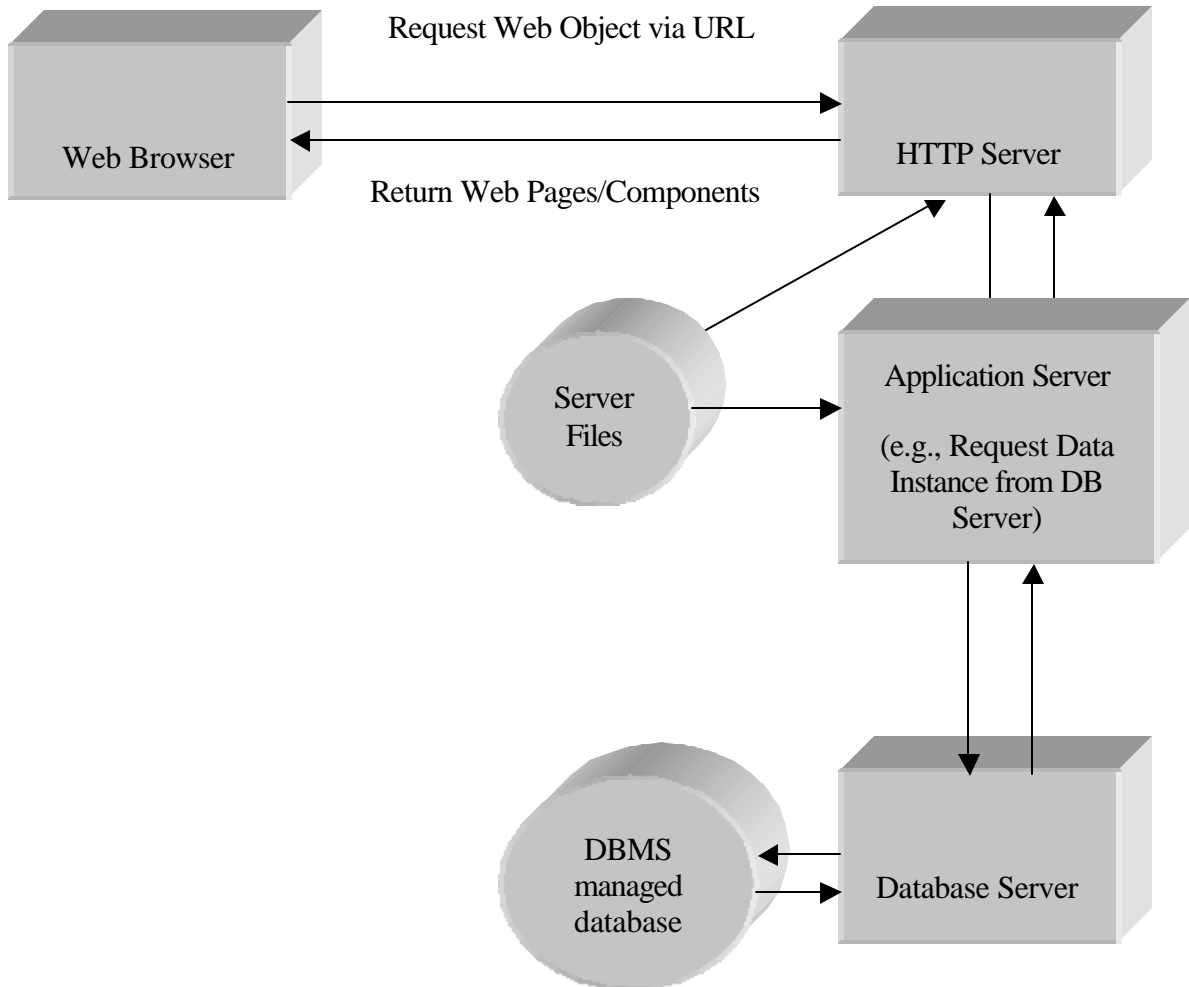 Request Web Object via URL
Web Browser
HTTP Server
Return Web Pages/Components
Server
Files
Application Server
(e.g., Request Data
Instance from DB
Server)
DBMS
managed
database
Database Server